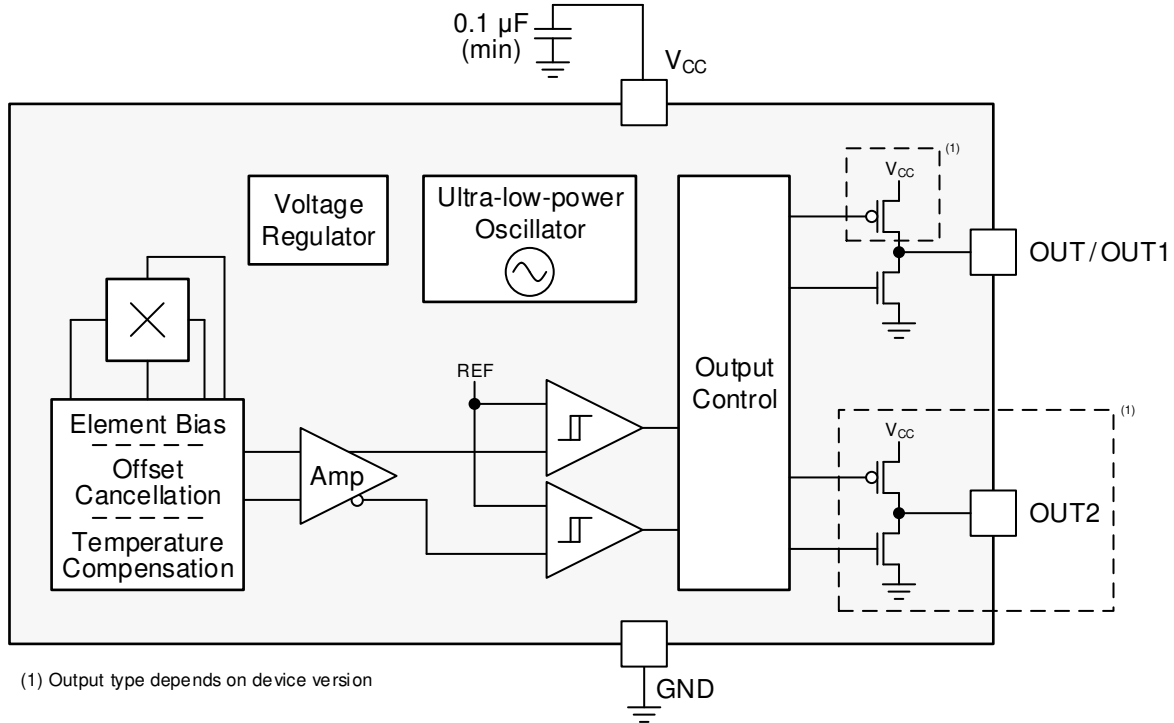 0.1 µF
(min)
VCC
Voltage
Regulator
Ultra-low-power
Oscillator
(1)
VCC
OUT/OUT1
REF
Output
Control
Element Bias
Offset
Cancellation
Temperature
Compensation
Amp
(1)
VCC
OUT2
GND
(1) Output type depends on device version